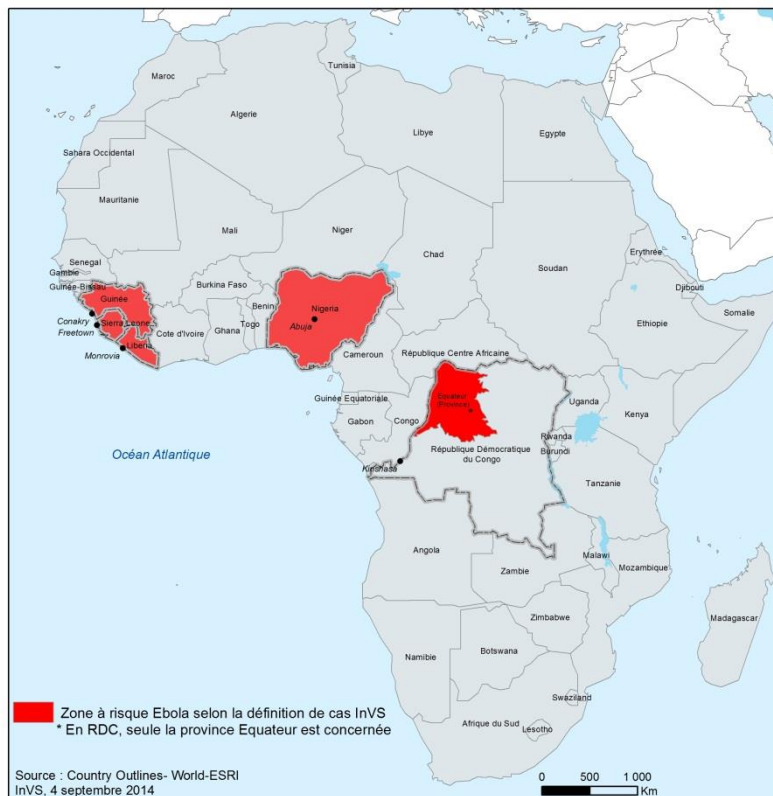 Tunisia
Maroc
Algerie
Libye
Egypte
Sahara Occidental
Mauritanie
Mali
Niger
Chad
Soudan
Erythrée
Senegal
Gambie
Guinée-Bissau
Guinée
Burkina Faso
Djibouti
Benin
Nigeria
Somalie
Conakry
Sierra Leone
Freetown
Cote d'Ivoire
Ghana
Togo
Abuja
Ethiopie
Liberia
Monrovia
Cameroun
République Centre Africaine
Guinée Equatoriale
Equateur
(Province)
*
Uganda
Kenya
Gabon
Congo
Rwanda
Burundi
République Démocratique
du Congo
Océan Atlantique
Kinshasa
Tanzanie
Angola
Malawi
Zambie
Mozambique
Zimbabwe
Madagascar
Namibie
Botswana
Swaziland
Afrique du Sud
Lesotho
Zone à risque Ebola selon la définition de cas InVS
* En RDC, seule la province Equateur est concernée
Source : Country Outlines- World-ESRI
InVS, 4 septembre 2014
0 500 1 000
Km